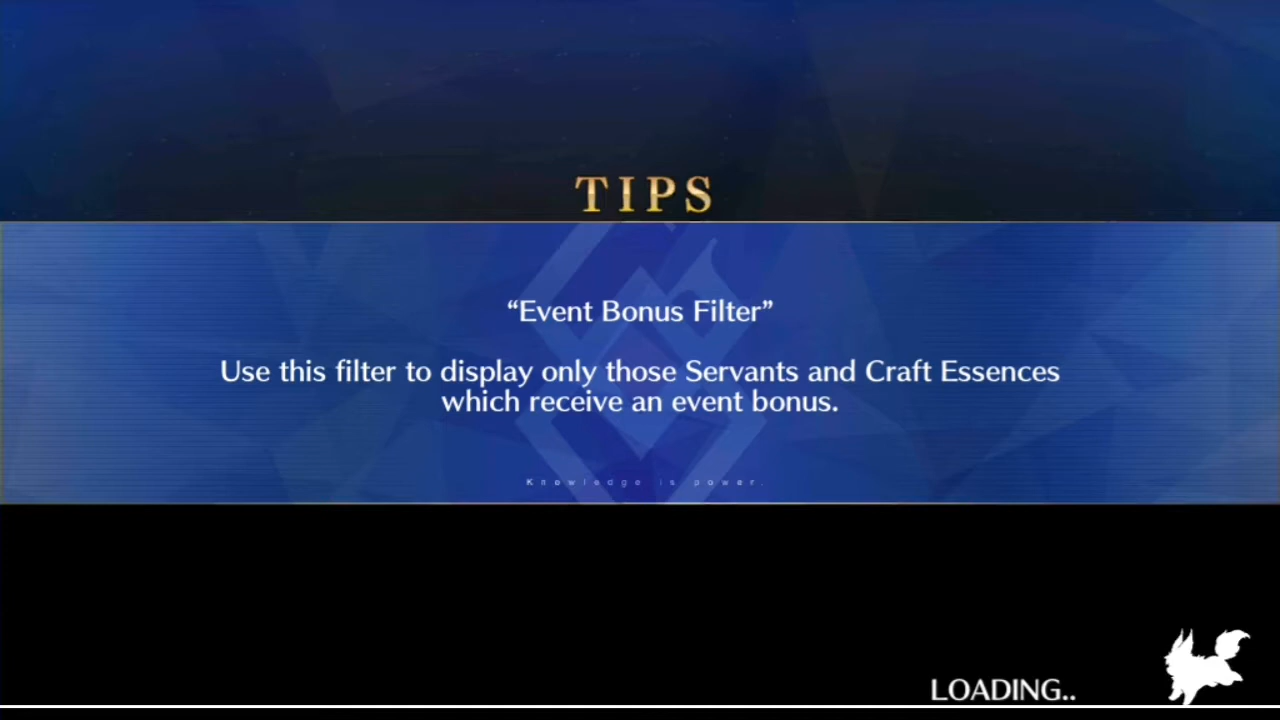 TIPS
“Event Bonus Filter”
Use this filter to display only those Servants and Craft Essences
which receive an event bonus.
Knowledge is power.
LOADING..